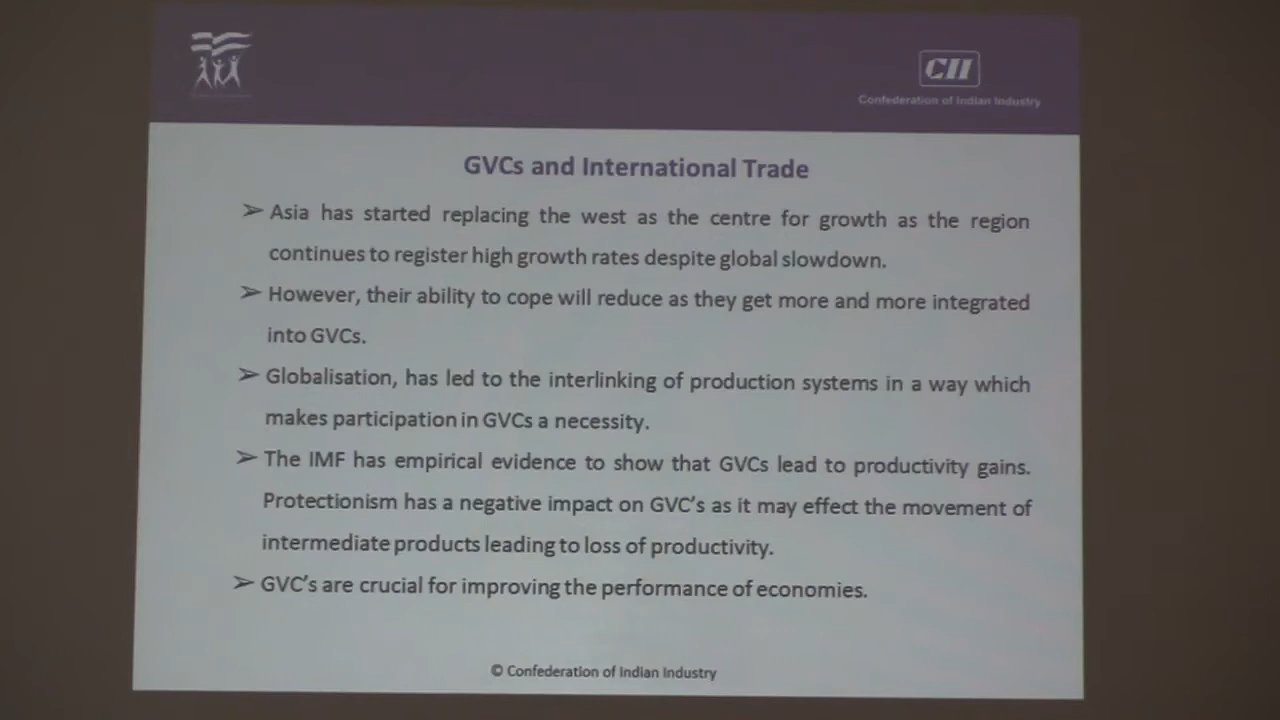 CII
Confederation of Indian Industry
GVCs and International Trade
➢ Asia has started replacing the west as the centre for growth as the region
continues to register high growth rates despite global slowdown.
➢ However, their ability to cope will reduce as they get more and more integrated
into GVCs.
➢ Globalisation, has led to the interlinking of production systems in a way which
makes participation in GVCs a necessity.
➢ The IMF has empirical evidence to show that GVCs lead to productivity gains.
Protectionism has a negative impact on GVC's as it may effect the movement of
intermediate products leading to loss of productivity.
➢ GVC's are crucial for improving the performance of economies.
© Confederation of Indian Industry